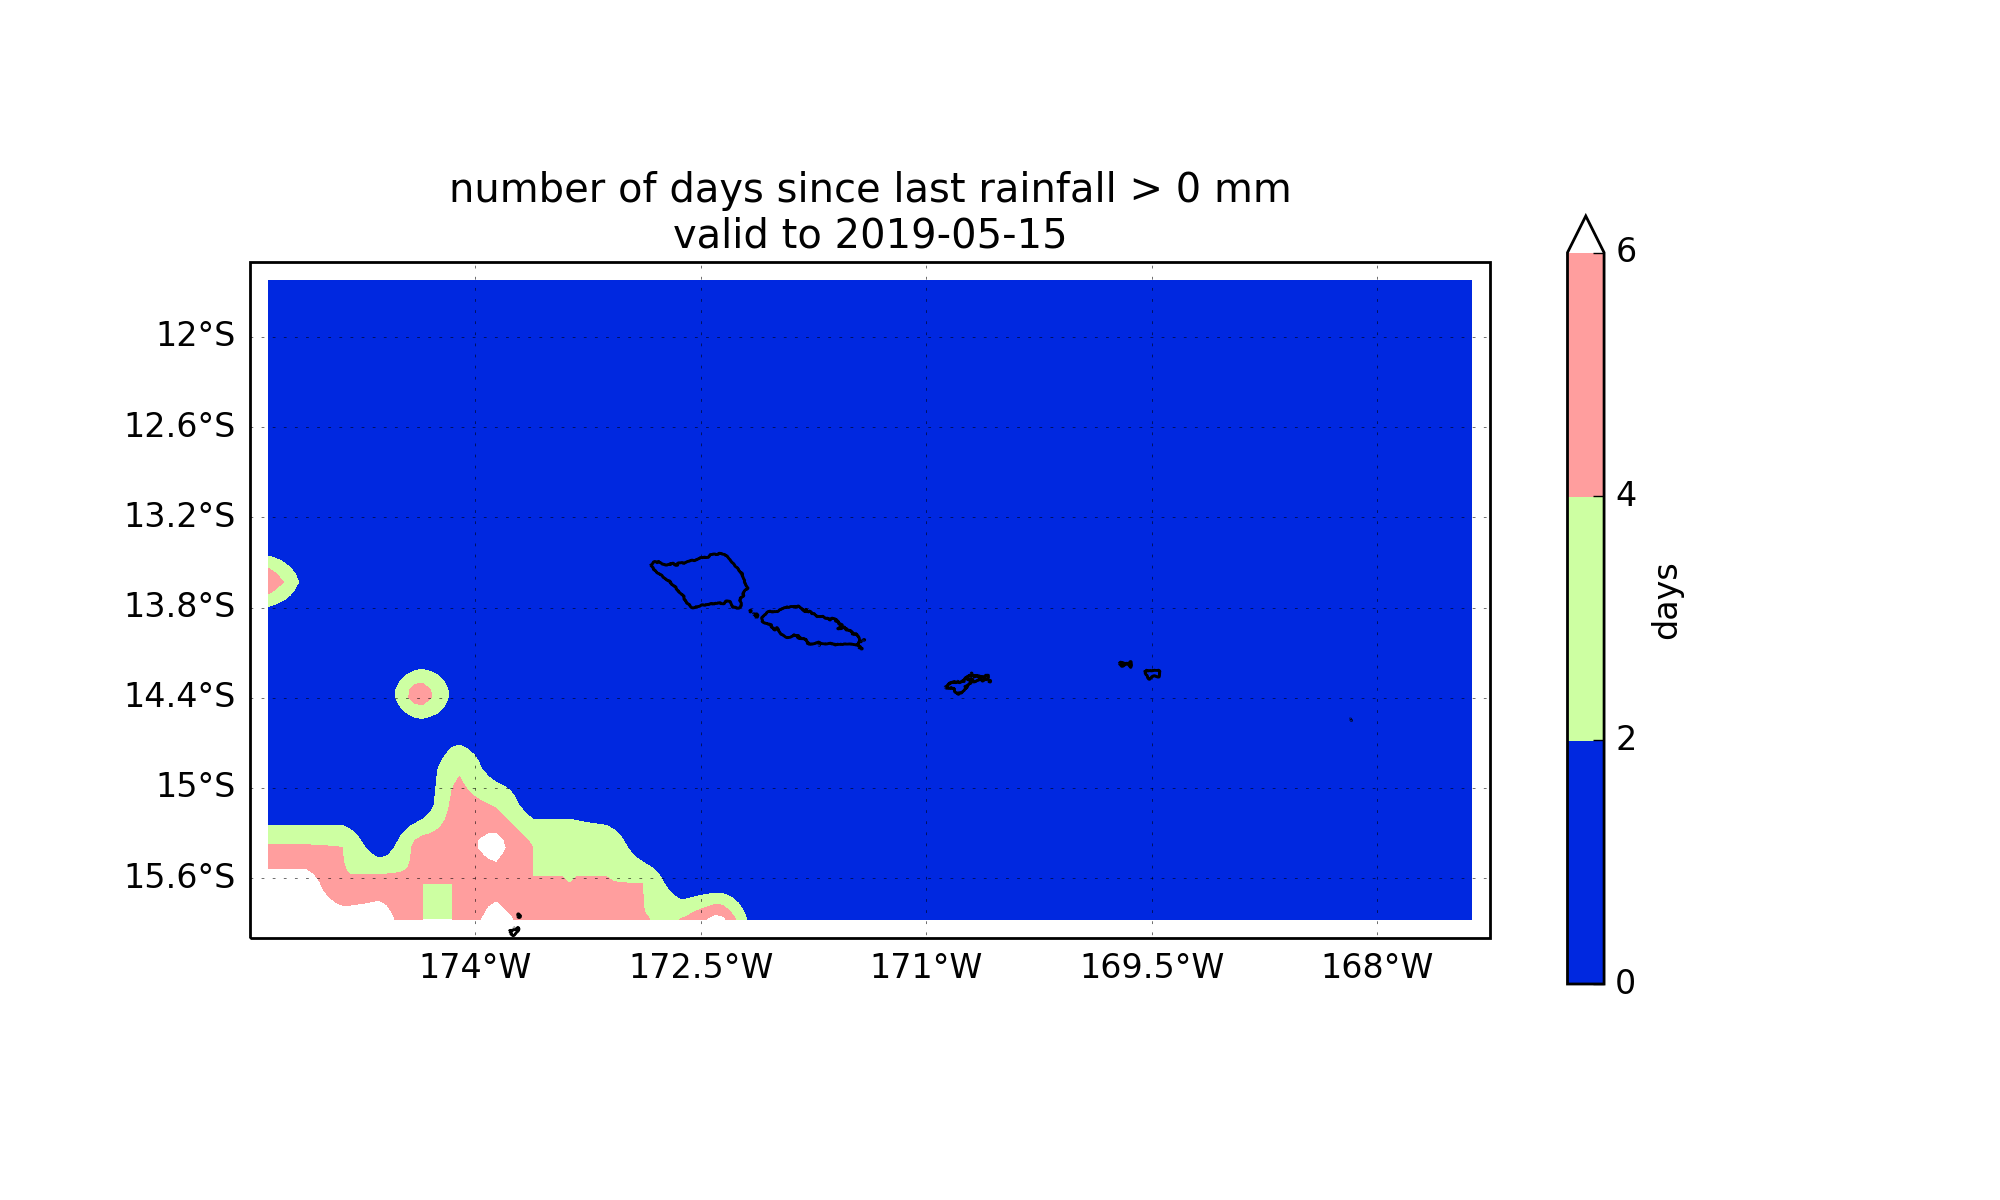 number of days since last rainfall > 0 mm
valid to 2019-05-15
12°S
12.6°S
13.2°S
13.8°S
14.4°S
15°S
15.6°S
174°W
172.5°W
171°W
169.5°W
168°W
6
4
2
0
days